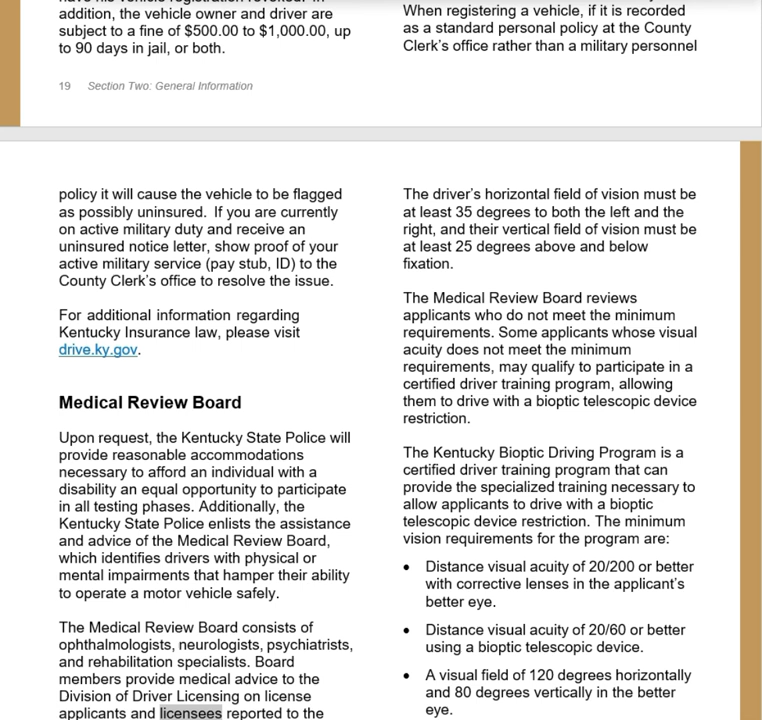 addition, the vehicle owner and driver are
subject to a fine of $500.00 to $1,000.00, up
to 90 days in jail, or both.
When registering a vehicle, if it is recorded
as a standard personal policy at the County
Clerk's office rather than a military personnel
19 Section Two: General Information
policy it will cause the vehicle to be flagged
as possibly uninsured. If you are currently
on active military duty and receive an
uninsured notice letter, show proof of your
active military service (pay stub, ID) to the
County Clerk's office to resolve the issue.
For additional information regarding
Kentucky Insurance law, please visit
drive.ky.gov.
Medical Review Board
Upon request, the Kentucky State Police will
provide reasonable accommodations
necessary to afford an individual with a
disability an equal opportunity to participate
in all testing phases. Additionally, the
Kentucky State Police enlists the assistance
and advice of the Medical Review Board,
which identifies drivers with physical or
mental impairments that hamper their ability
to operate a motor vehicle safely.
The Medical Review Board consists of
ophthalmologists, neurologists, psychiatrists,
and rehabilitation specialists. Board
members provide medical advice to the
Division of Driver Licensing on license
applicants and licensees reported to the
The driver's horizontal field of vision must be
at least 35 degrees to both the left and the
right, and their vertical field of vision must be
at least 25 degrees above and below
fixation.
The Medical Review Board reviews
applicants who do not meet the minimum
requirements. Some applicants whose visual
acuity does not meet the minimum
requirements, may qualify to participate in a
certified driver training program, allowing
them to drive with a bioptic telescopic device
restriction.
The Kentucky Bioptic Driving Program is a
certified driver training program that can
provide the specialized training necessary to
allow applicants to drive with a bioptic
telescopic device restriction. The minimum
vision requirements for the program are:
• Distance visual acuity of 20/200 or better
with corrective lenses in the applicant's
better eye.
• Distance visual acuity of 20/60 or better
using a bioptic telescopic device.
• A visual field of 120 degrees horizontally
and 80 degrees vertically in the better
eye.